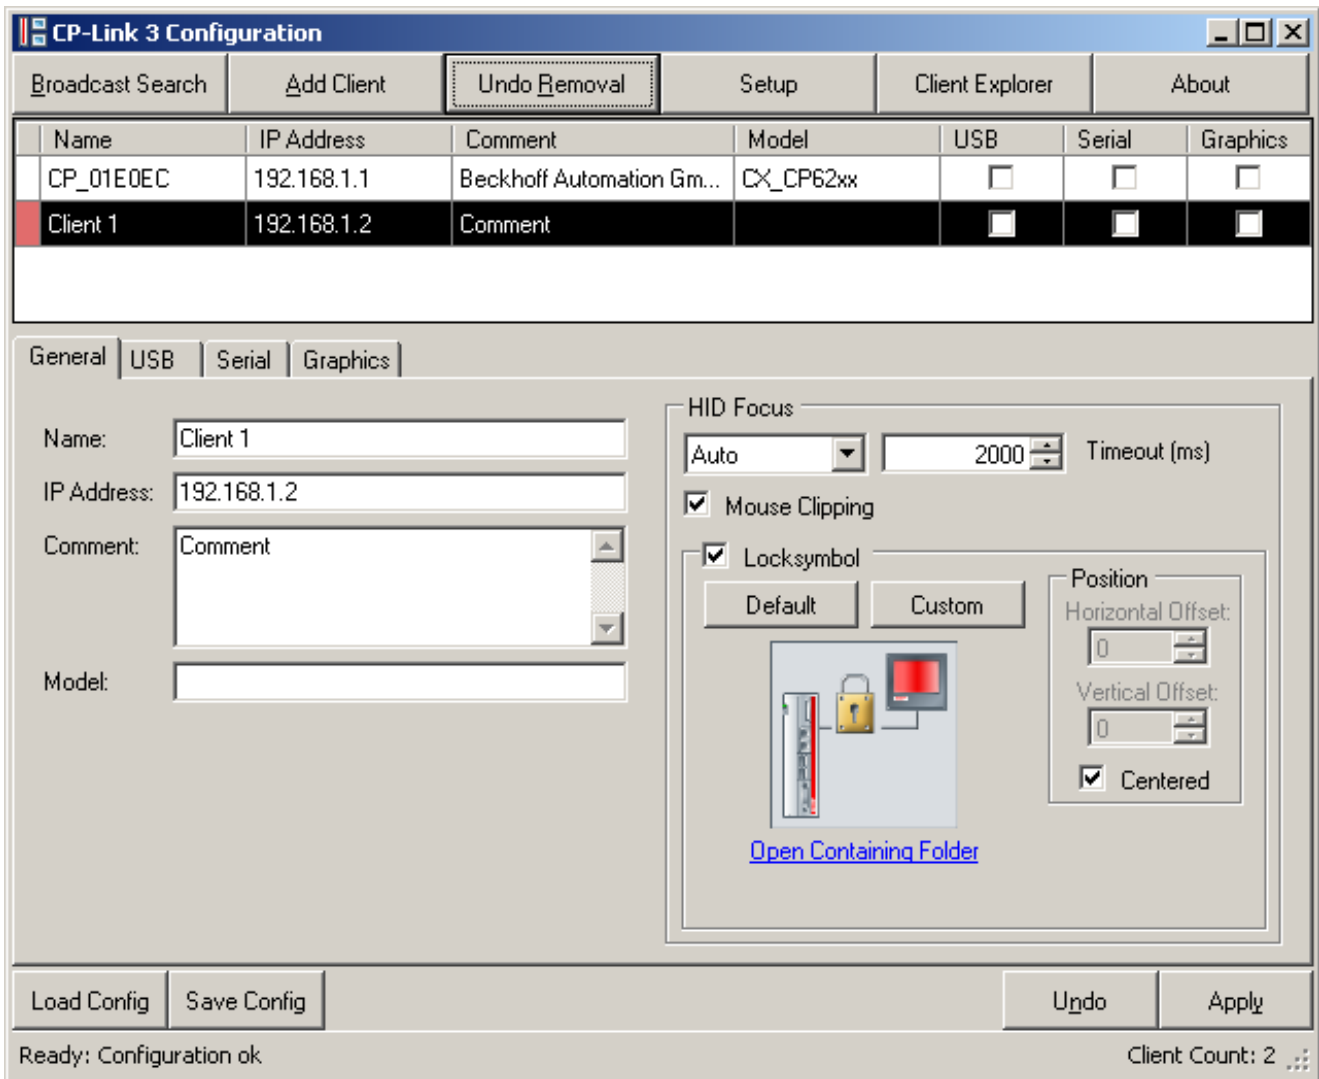 CP-Link 3 Configuration
Broadcast Search Add Client Undo Removal Setup Client Explorer About
Name IP Address Comment Model USB Serial Graphics
CP_01E0EC 192.168.1.1 Beckhoff Automation Gm... CX_CP62xx
Client 1 192.168.1.2 Comment
General USB Serial Graphics
Name: Client 1
IP Address: 192.168.1.2
Comment: Comment
Model:
HID Focus
Auto 2000 Timeout (ms)
Mouse Clipping
Locksymbol
Default Custom
Open Containing Folder
Position
Horizontal Offset:
0
Vertical Offset:
0
Centered
Load Config Save Config Undo Apply
Ready: Configuration ok Client Count: 2